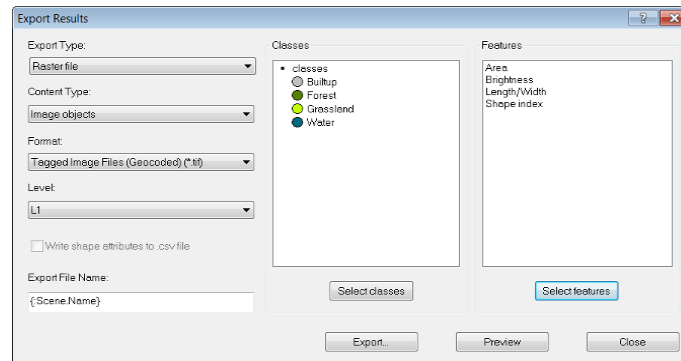 Export Results
Export Type:
Raster file
Content Type:
Image objects
Format:
Tagged Image Files (Geocoded) (*.tif)
Level:
L1
Write shape attributes to .csv file
Export File Name:
{:Scene.Name}
Classes
classes
Builtup
Forest
Grassland
Water
Select classes
Features
Area
Brightness
Length/Width
Shape index
Select features
Export...
Preview
Close